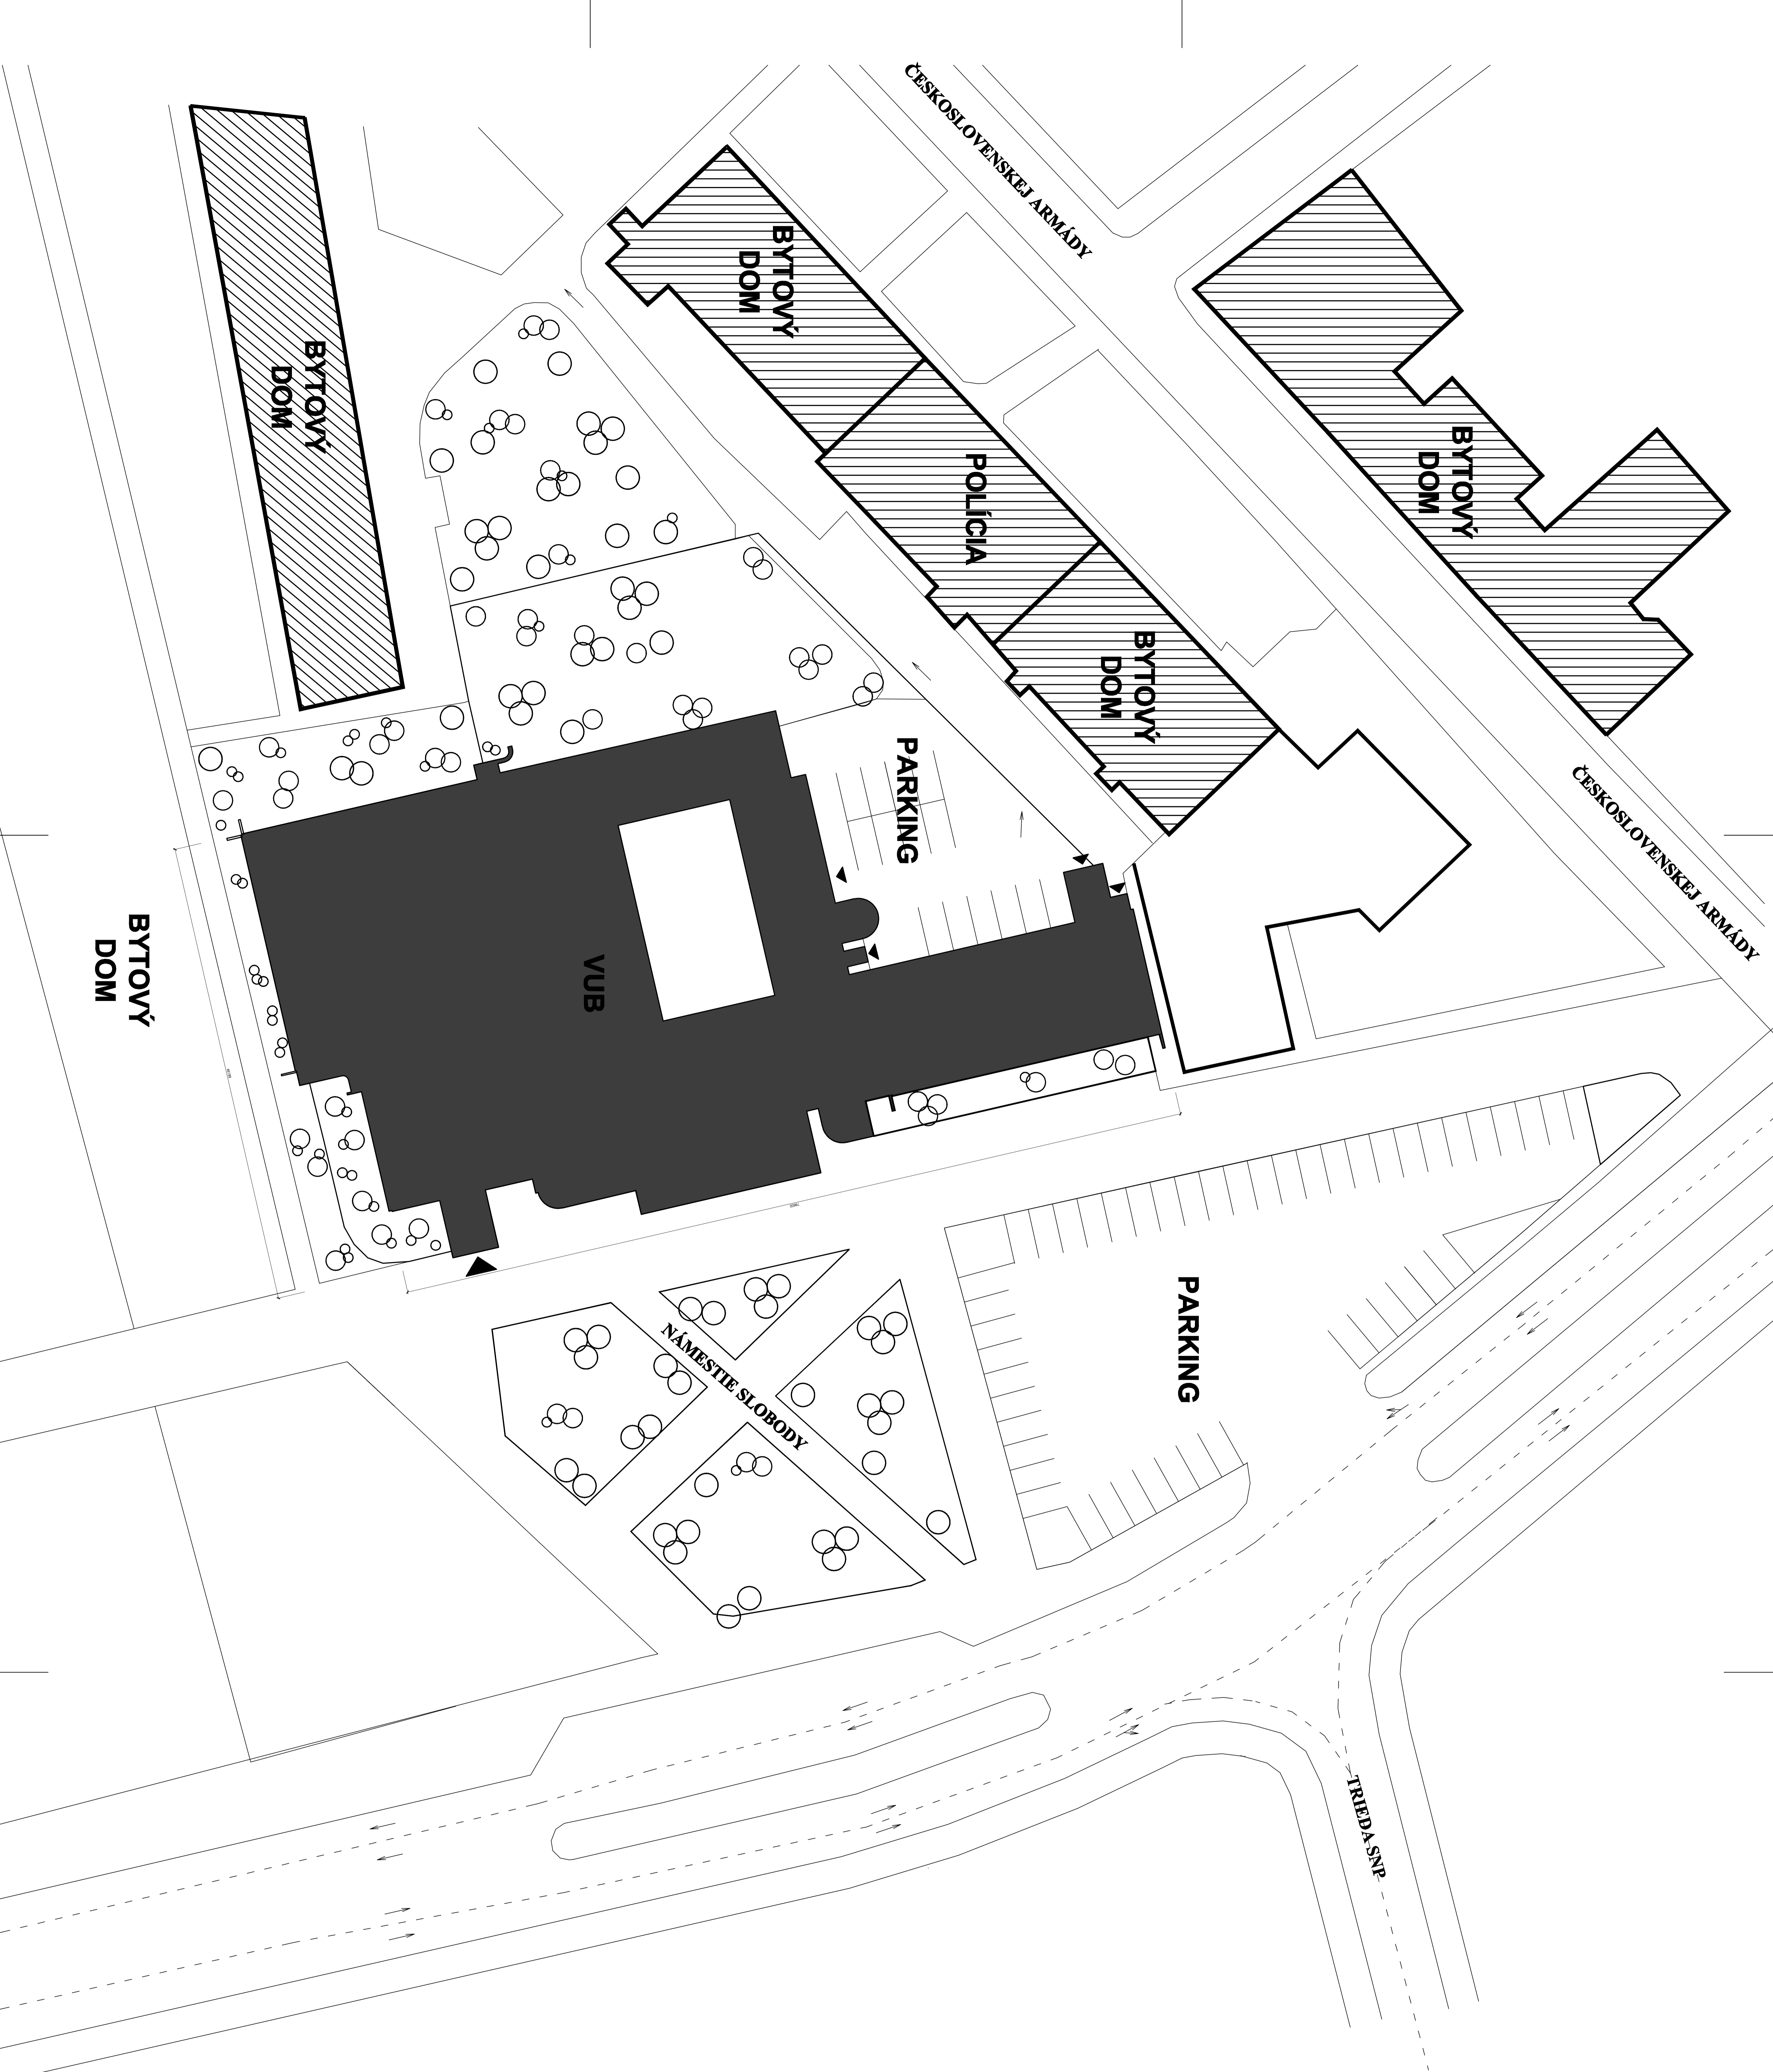 ČESKOSLOVENSKEJ ARMÁDY
BYTOVÝ
DOM
BYTOVÝ
DOM
BYTOVÝ
DOM
POLÍCIA
BYTOVÝ
DOM
PARKING
ČESKOSLOVENSKEJ ARMÁDY
BYTOVÝ
DOM
VUB
PARKING
NÁMESTIE SLOBODY
TRIEDA SNP